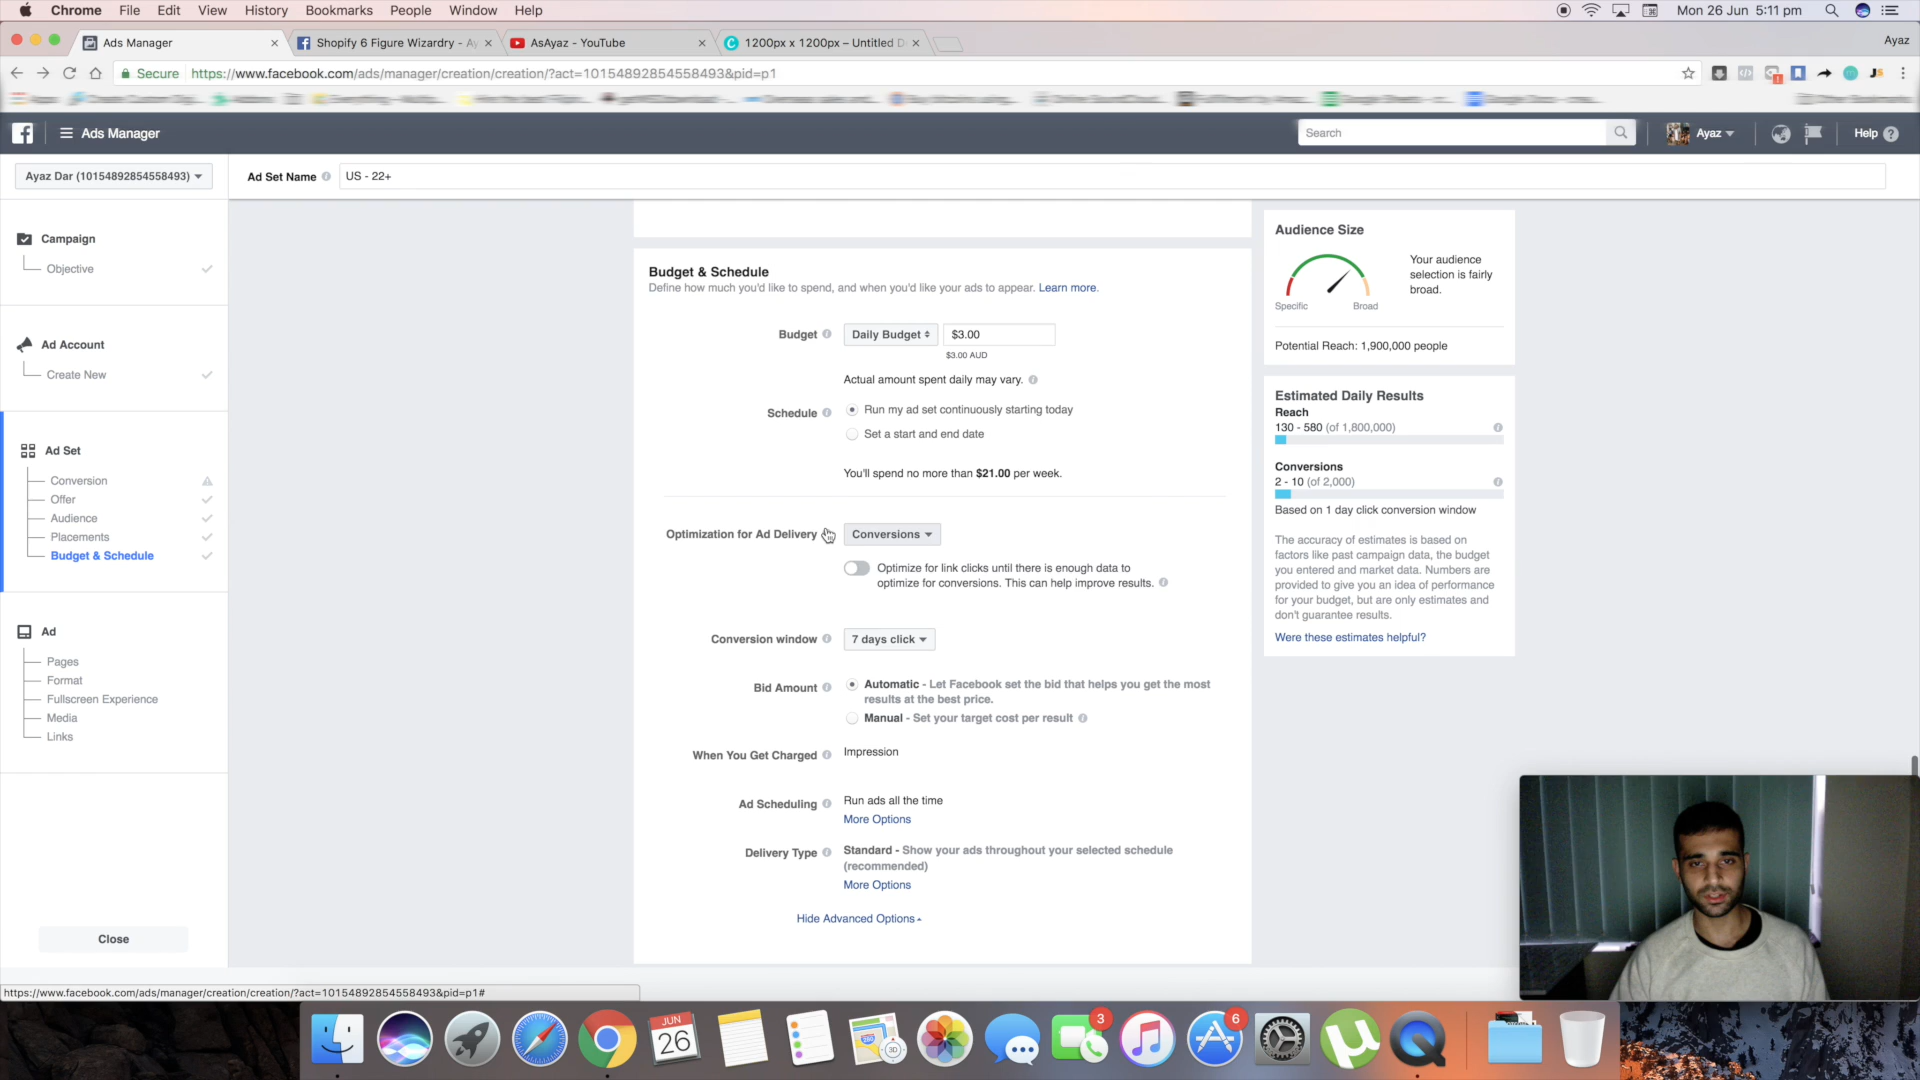 Chrome File Edit View History Bookmarks People Window Help
Mon 26 Jun 5:11 pm
Ads Manager
Shopify 6 Figure Wizardry - Ay
AsAyaz - YouTube
1200px x 1200px – Untitled D
Ayaz
Secure https://www.facebook.com/ads/manager/creation/creation/?act=10154892854558493&pid=p1
Ads Manager
Search
Ayaz
Help
Ayaz Dar (10154892854558493)
Ad Set Name
US - 22+
Campaign
Objective
Ad Account
Create New
Ad Set
Conversion
Offer
Audience
Placements
Budget & Schedule
Ad
Pages
Format
Fullscreen Experience
Media
Links
Close
Budget & Schedule
Define how much you'd like to spend, and when you'd like your ads to appear. Learn more.
Budget
Daily Budget
$3.00
$3.00 AUD
Actual amount spent daily may vary.
Schedule
Run my ad set continuously starting today
Set a start and end date
You'll spend no more than $21.00 per week.
Optimization for Ad Delivery
Conversions
Optimize for link clicks until there is enough data to
optimize for conversions. This can help improve results.
Conversion window
7 days click
Bid Amount
Automatic - Let Facebook set the bid that helps you get the most
results at the best price.
Manual - Set your target cost per result
When You Get Charged
Impression
Ad Scheduling
Run ads all the time
More Options
Delivery Type
Standard - Show your ads throughout your selected schedule
(recommended)
More Options
Hide Advanced Options
Audience Size
Specific
Broad
Your audience
selection is fairly
broad.
Potential Reach: 1,900,000 people
Estimated Daily Results
Reach
130 - 580 (of 1,800,000)
Conversions
2 - 10 (of 2,000)
Based on 1 day click conversion window
The accuracy of estimates is based on
factors like past campaign data, the budget
you entered and market data. Numbers are
provided to give you an idea of performance
for your budget, but are only estimates and
don't guarantee results.
Were these estimates helpful?
https://www.facebook.com/ads/manager/creation/creation/?act=10154892854558493&pid=p1#
JUN
26
3D
3
6